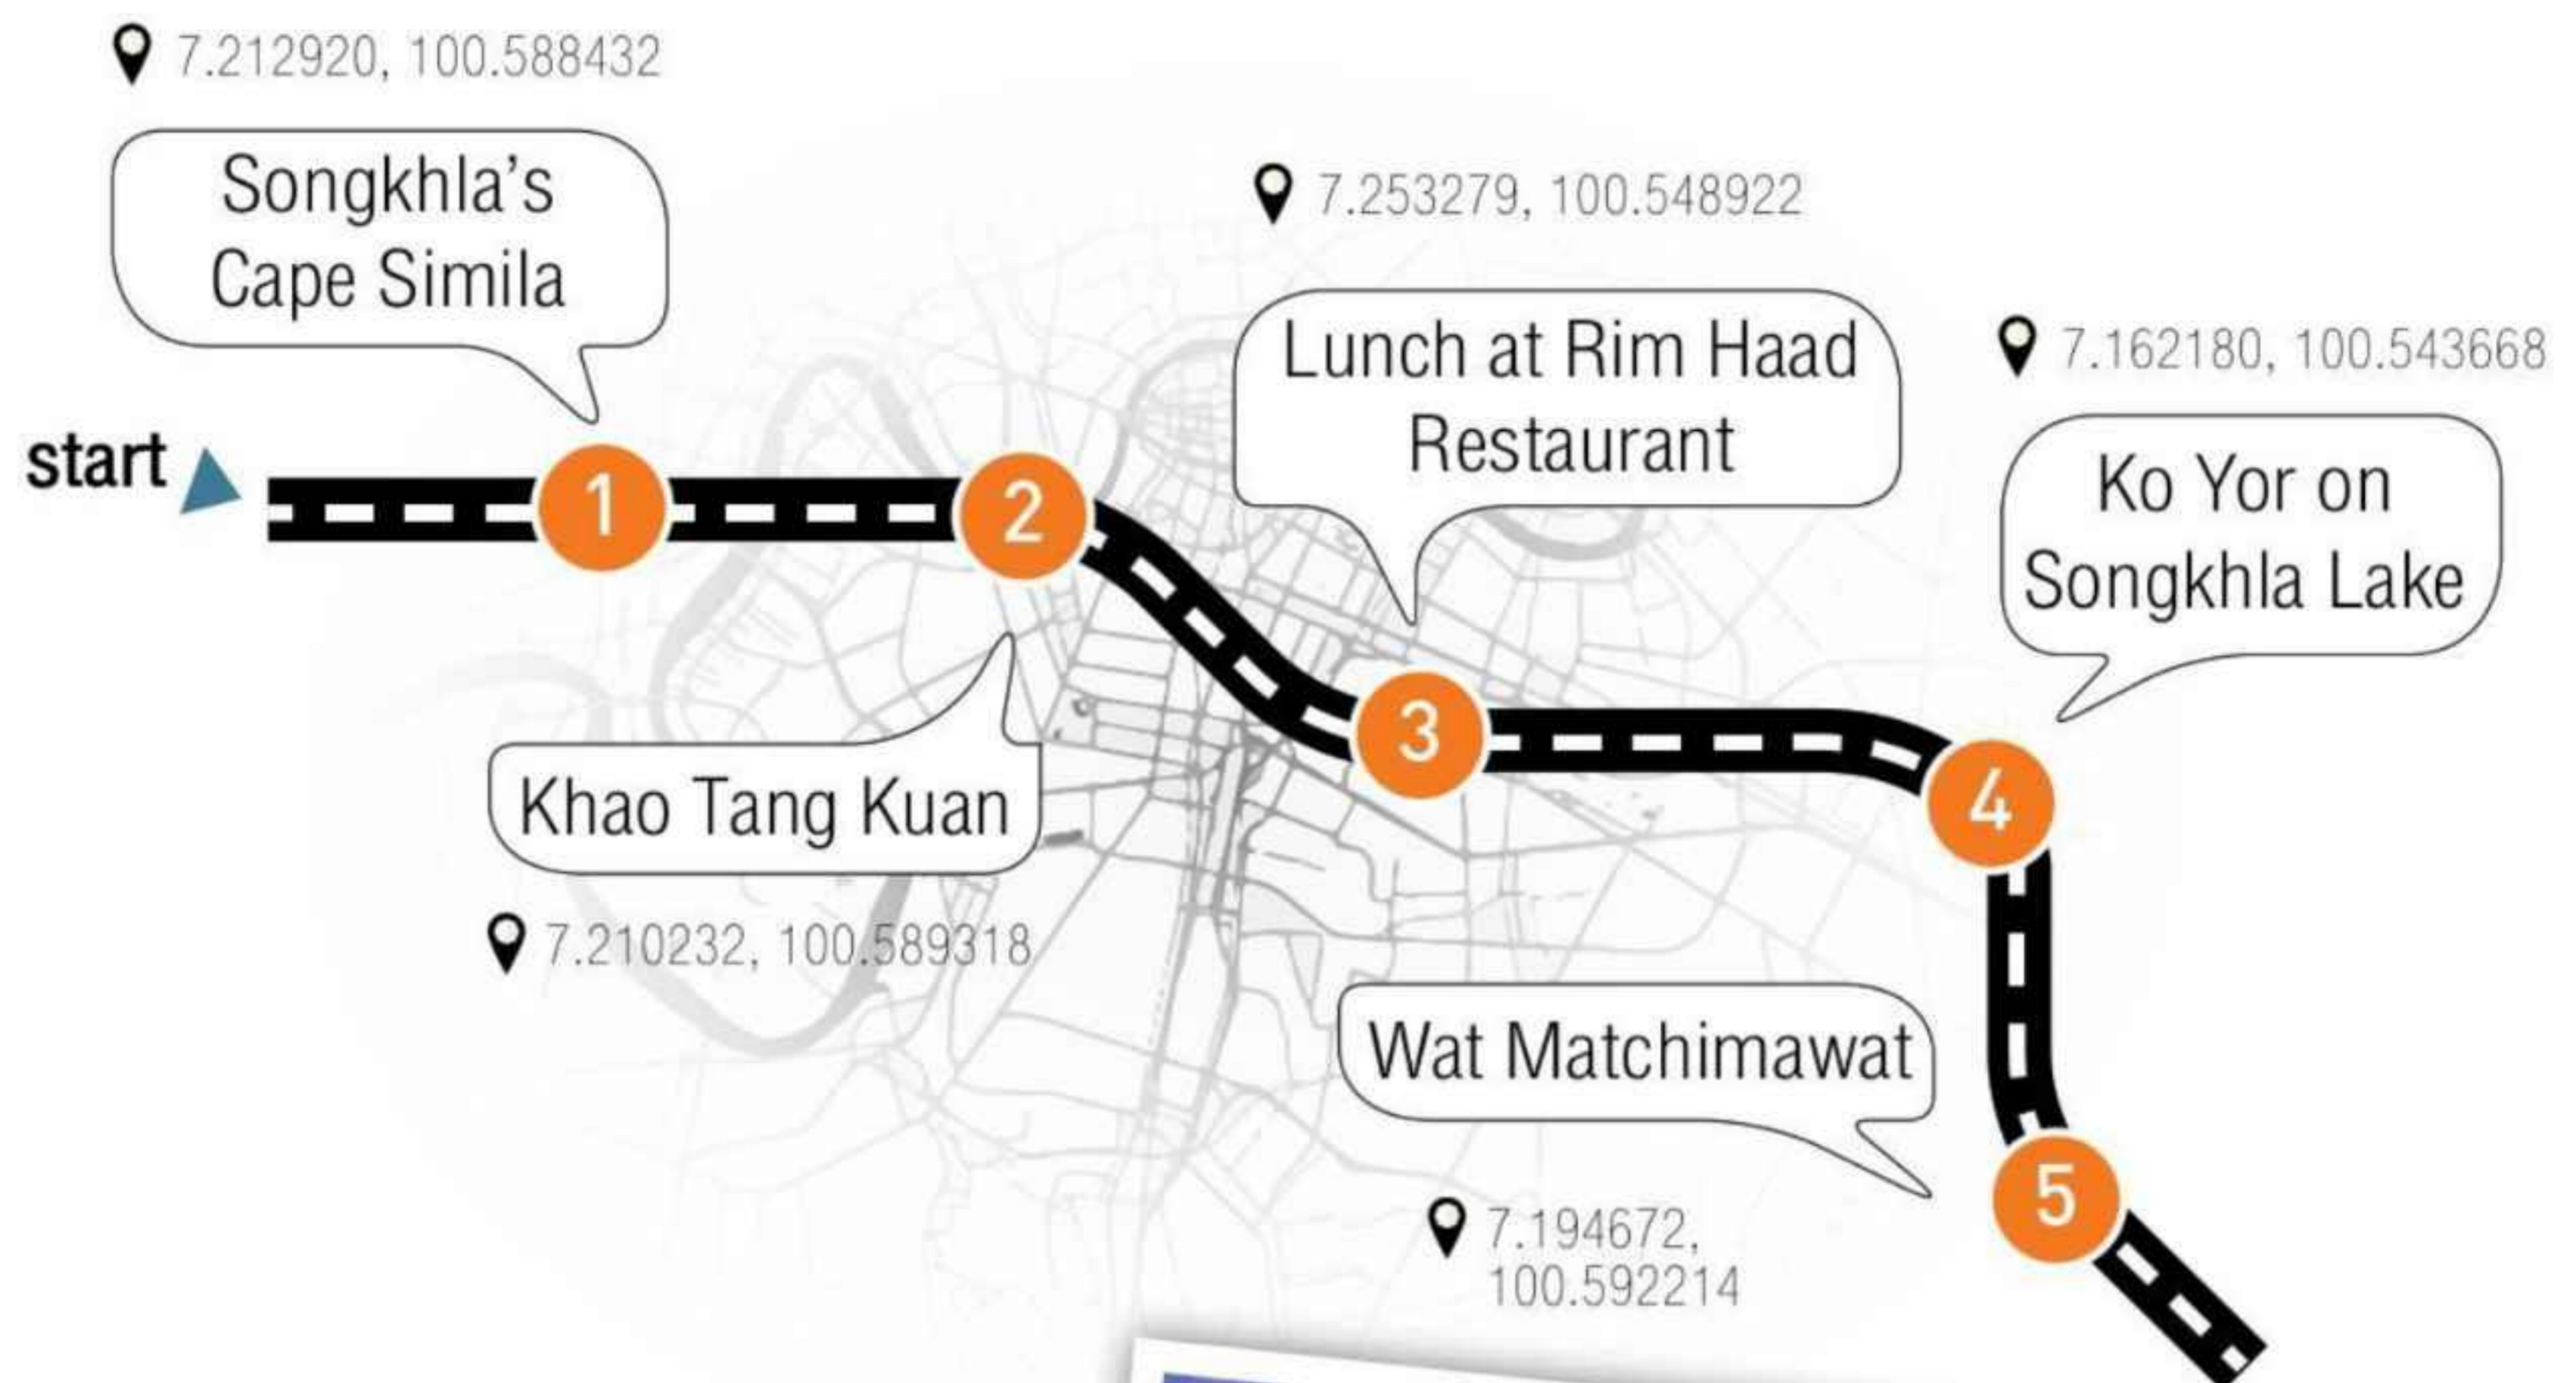 7.212920, 100.588432
Songkhla's
Cape Simila
start
1
2
Khao Tang Kuan
7.210232, 100.589318
7.253279, 100.548922
Lunch at Rim Haad
Restaurant
3
7.162180, 100.543668
Ko Yor on
Songkhla Lake
4
Wat Matchimawat
7.194672,
100.592214
5